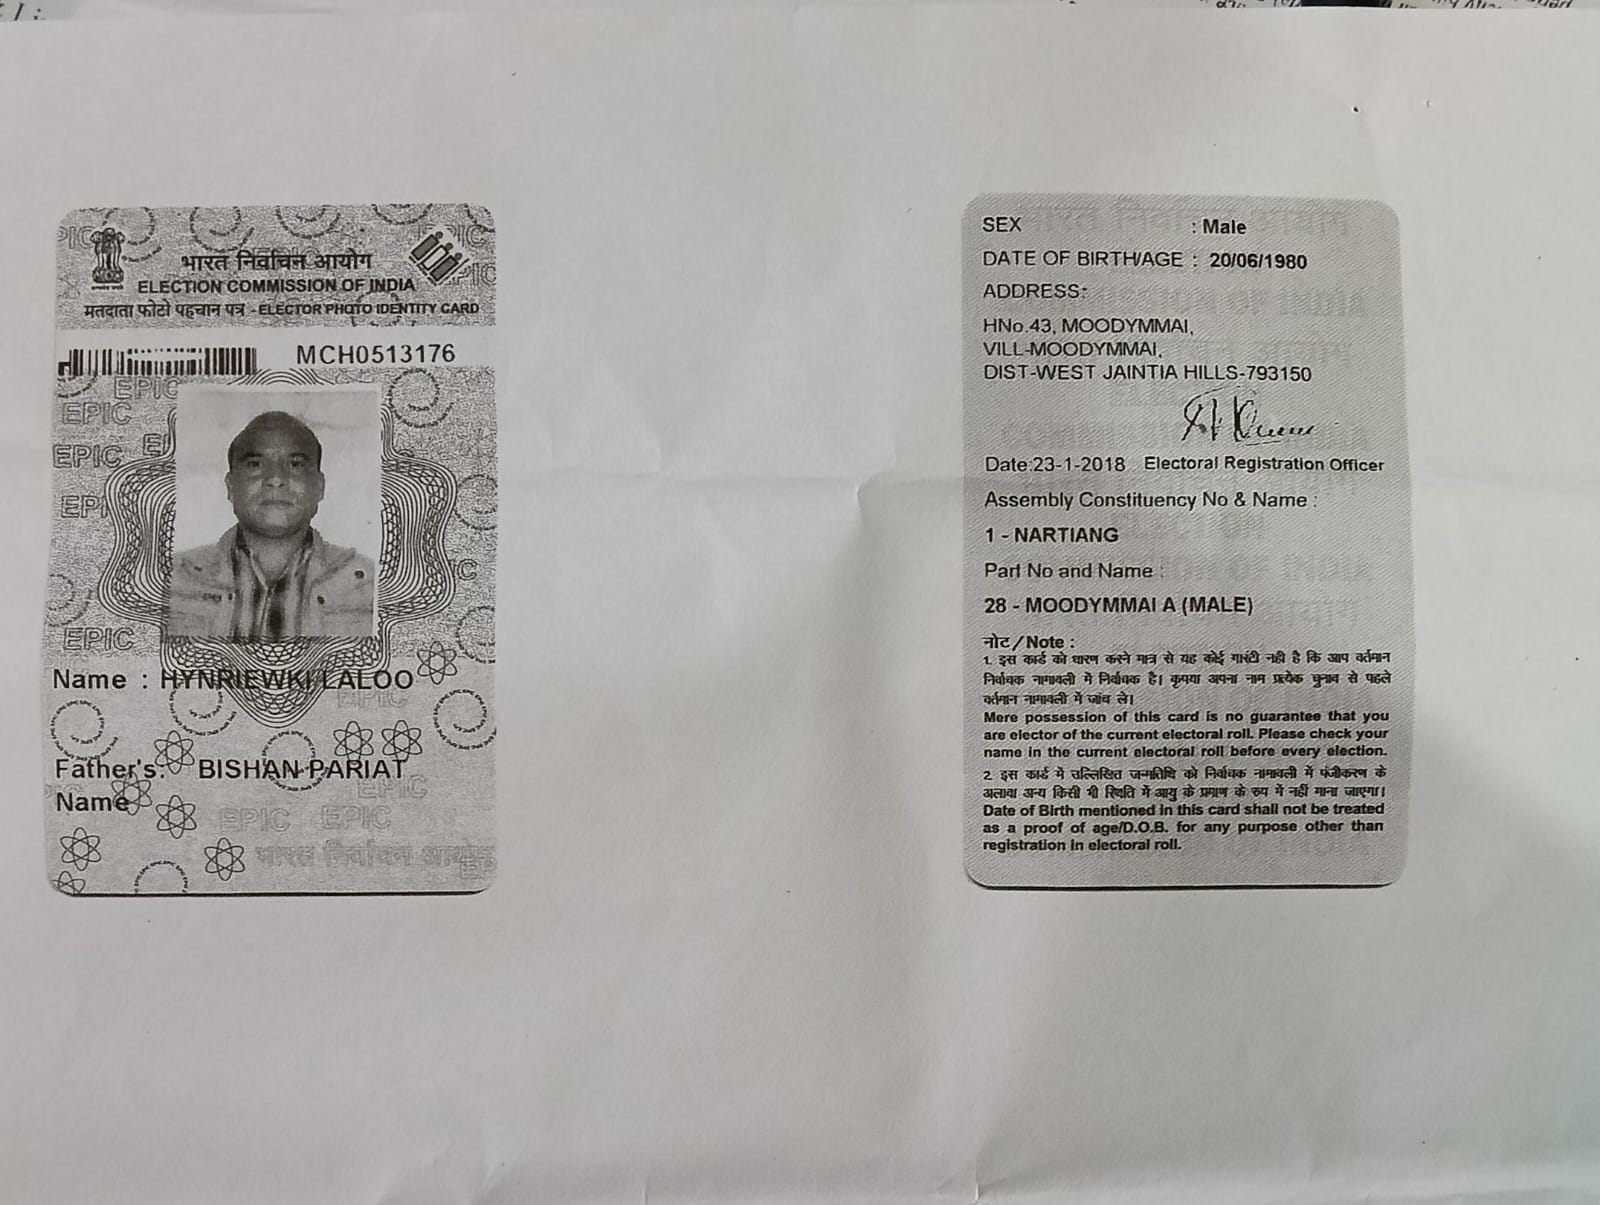 भारत निर्वाचन आयोग
ELECTION COMMISSION OF INDIA
मतदाता फोटो पहचान पत्र - ELECTOR PHOTO IDENTITY CARD
MCH0513176
EPIC
EPIC
EPIC
EPIC
Name : HYNRIEWKI LALOO
EPIC
Father's: BISHAN PARIAT
Name
EPIC
EPIC EPIC
भारत निर्वाचन आयोग
SEX : Male
DATE OF BIRTH/AGE : 20/06/1980
ADDRESS:
HNo.43, MOODYMMAI,
VILL-MOODYMMAI,
DIST-WEST JAINTIA HILLS-793150
Date:23-1-2018 Electoral Registration Officer
Assembly Constituency No & Name :
1 - NARTIANG
Part No and Name :
28 - MOODYMMAI A (MALE)
नोट/Note :
1. इस कार्ड को धारण करने मात्र से यह कोई गारंटी नही है कि आप वर्तमान
निर्वाचक नामावली में निर्वाचक है। कृपया अपना नाम प्रत्येक चुनाव से पहले
वर्तमान नामावली में जांच ले।
Mere possession of this card is no guarantee that you
are elector of the current electoral roll. Please check your
name in the current electoral roll before every election.
2. इस कार्ड में उल्लिखित जन्मतिथि को निर्वाचक नामावली में पंजीकरण के
अलावा अन्य किसी भी स्थिति में आयु के प्रमाण के रूप में नहीं माना जाएगा।
Date of Birth mentioned in this card shall not be treated
as a proof of age/D.O.B. for any purpose other than
registration in electoral roll.